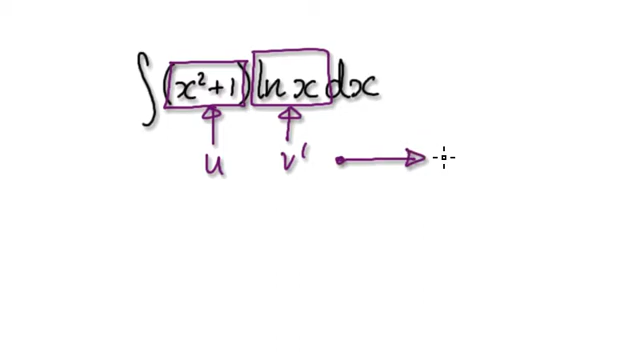 ∫(x²+1) ln x dx
u v'